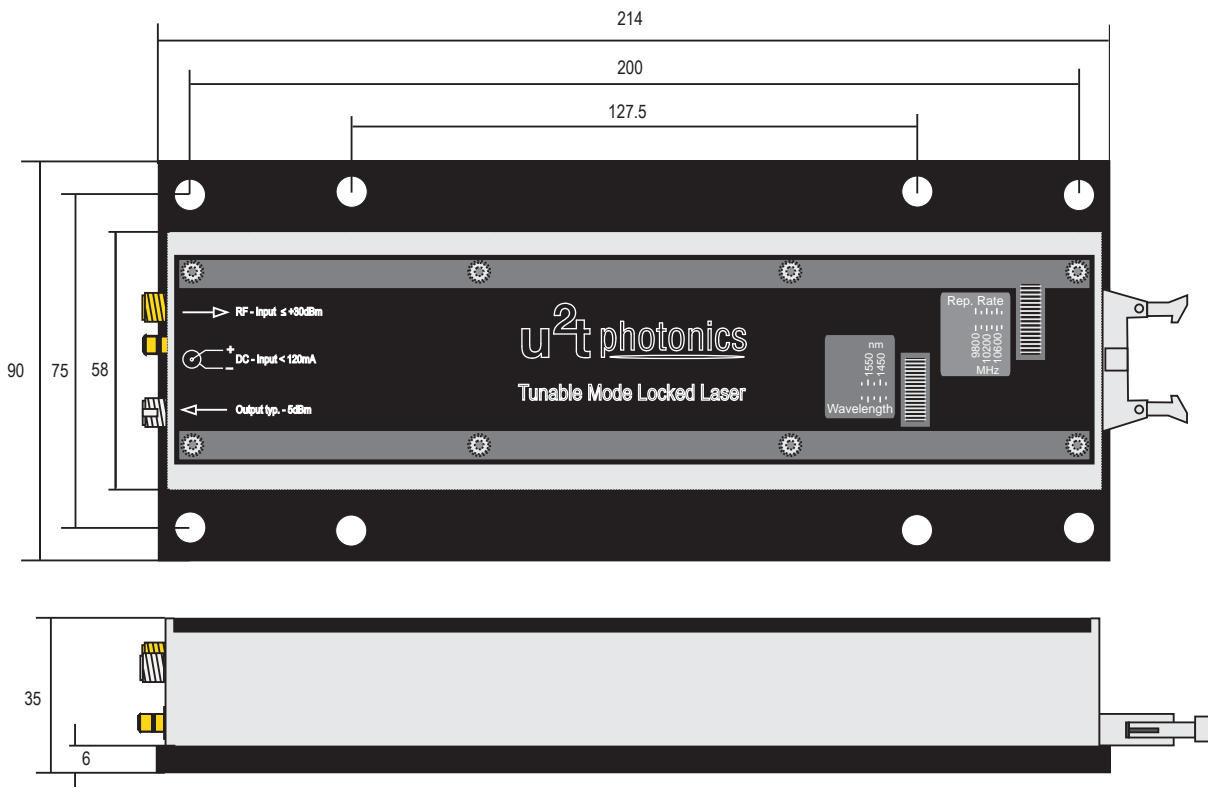 214
200
127.5
90
75
58
RF - Input ≤ +30dBm
+
DC - Input < 120mA
–
Output typ. - 5dBm
u2t photonics
Tunable Mode Locked Laser
nm
1550
1450
Wavelength
Rep. Rate
9800
10200
10600
MHz
35
6